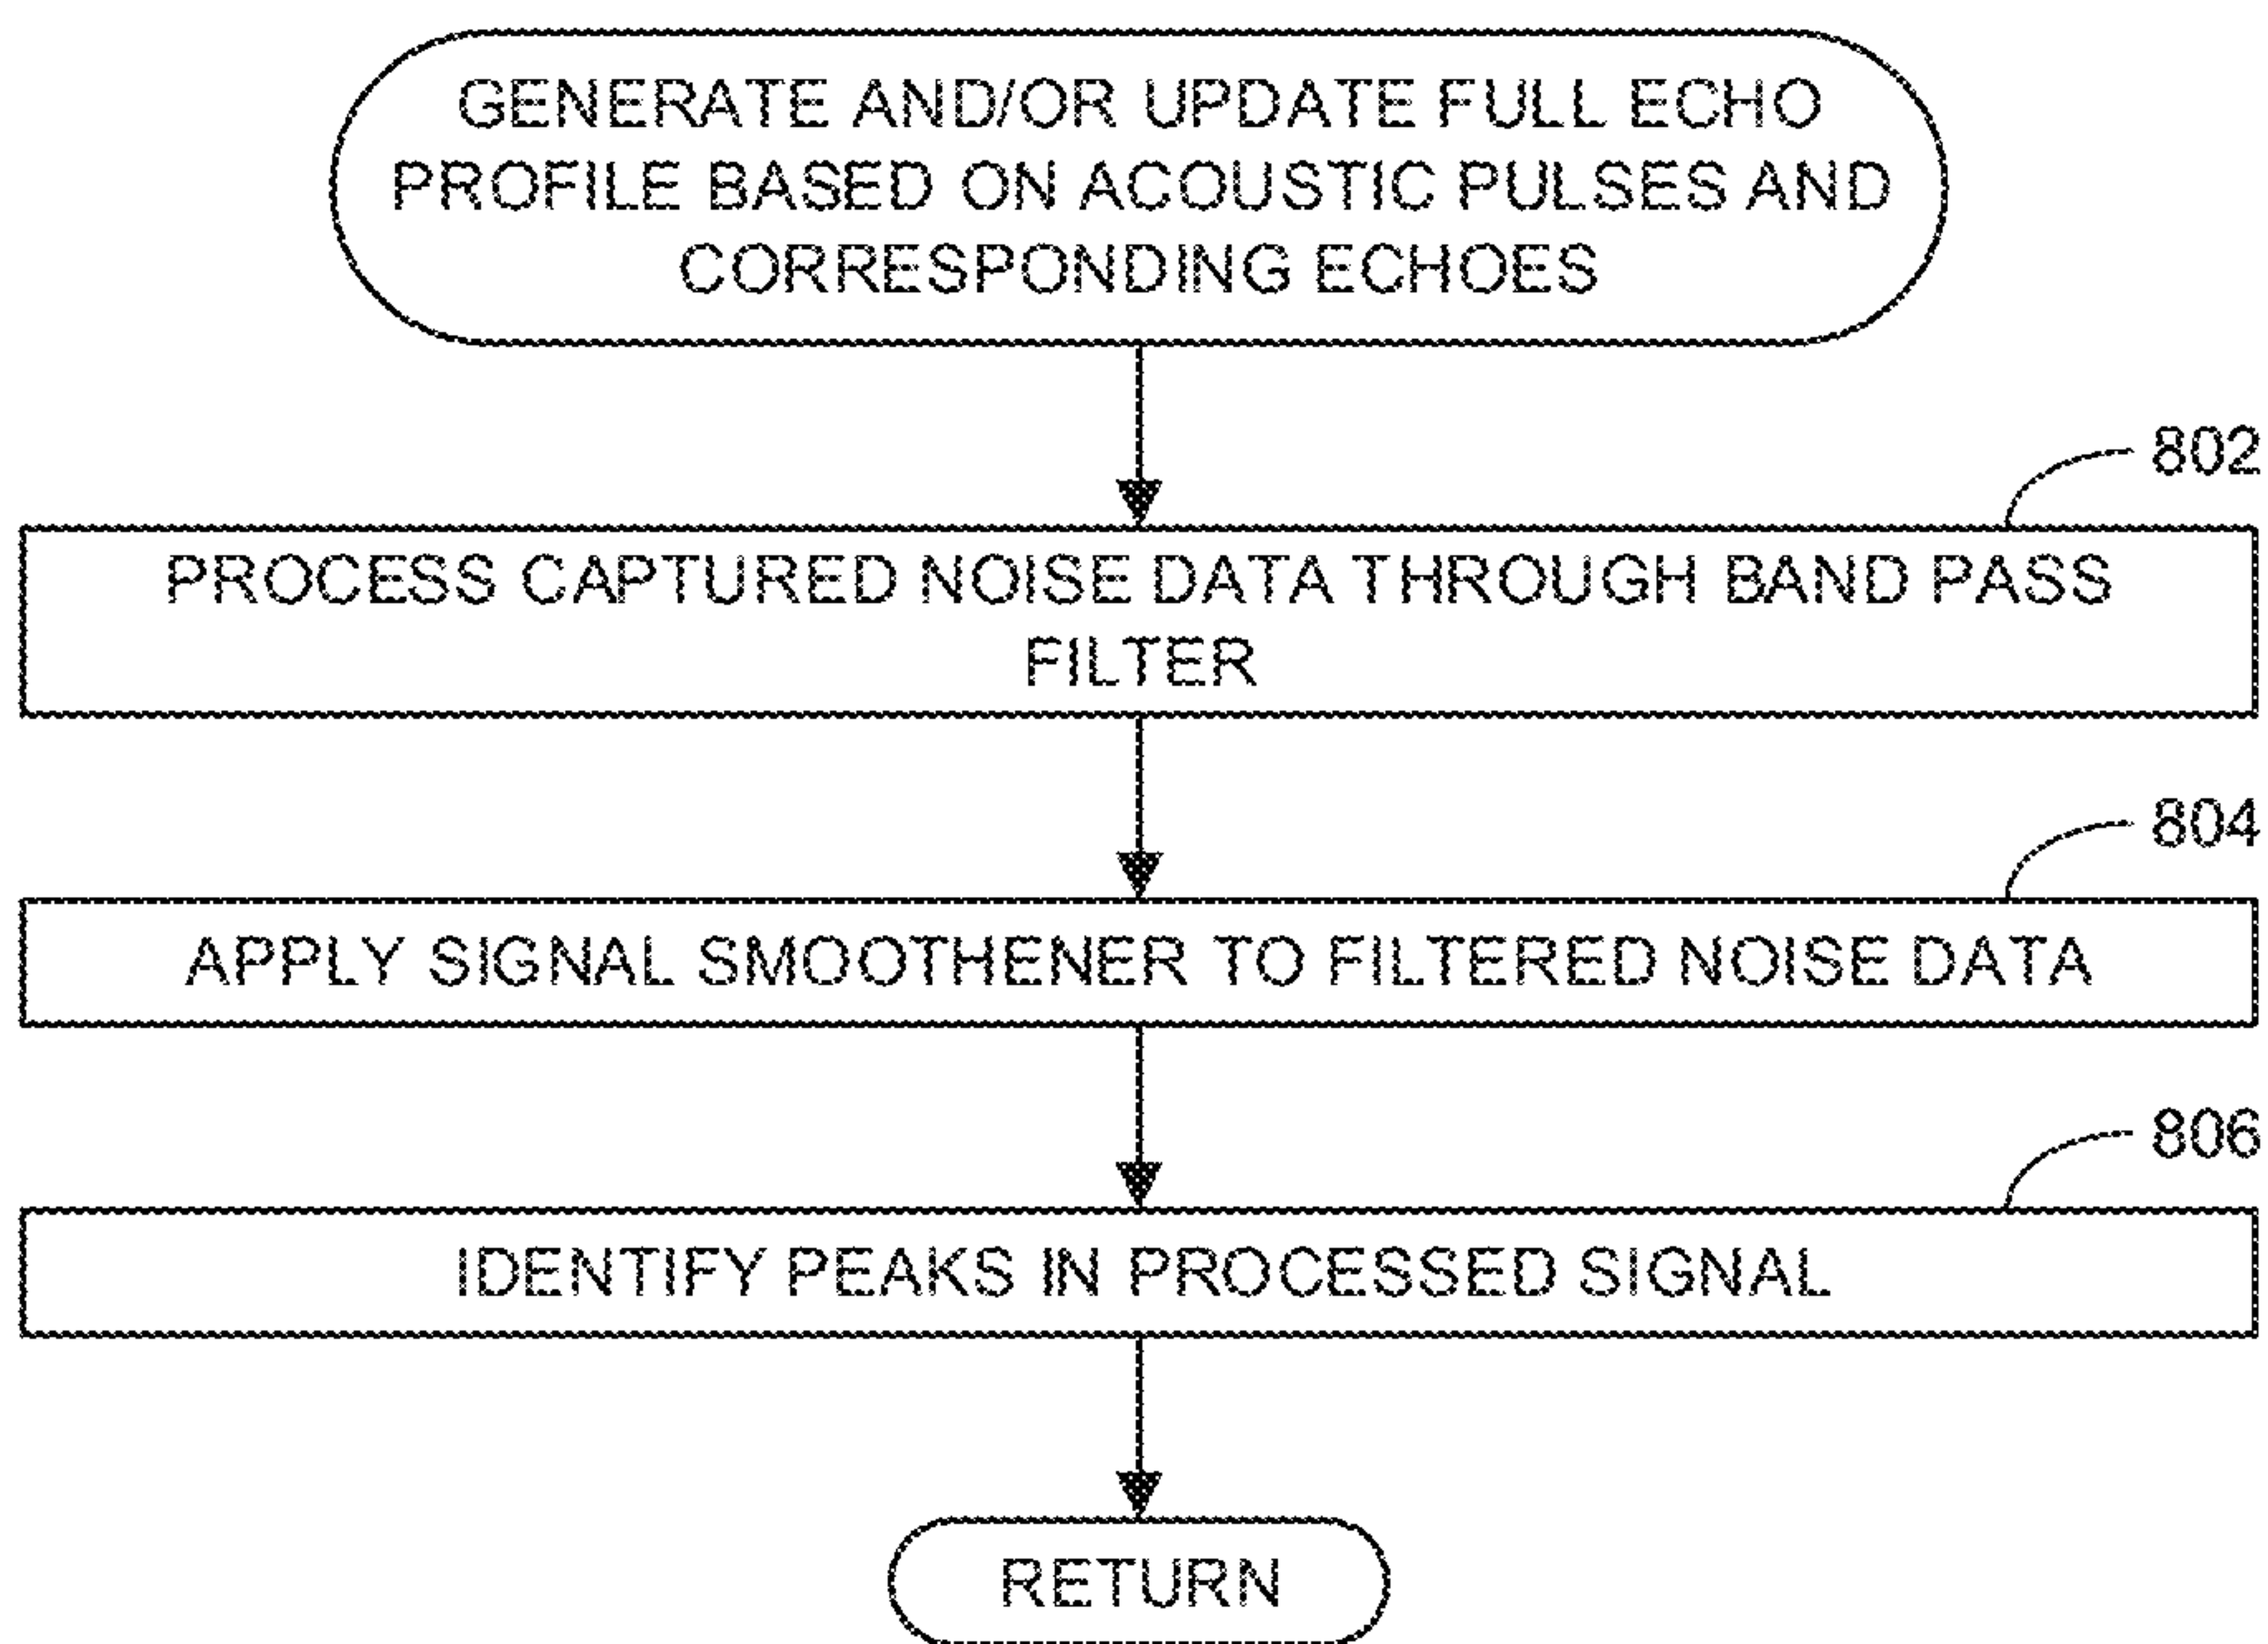 GENERATE AND/OR UPDATE FULL ECHO
PROFILE BASED ON ACOUSTIC PULSES AND
CORRESPONDING ECHOES
802
PROCESS CAPTURED NOISE DATA THROUGH BAND PASS
FILTER
804
APPLY SIGNAL SMOOTHENER TO FILTERED NOISE DATA
806
IDENTIFY PEAKS IN PROCESSED SIGNAL
RETURN